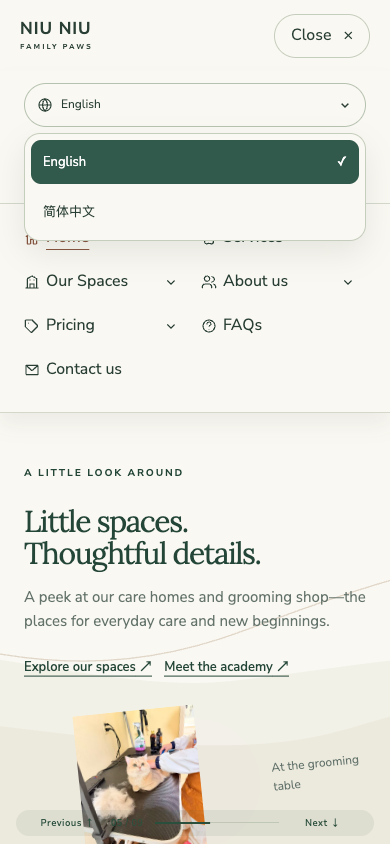 NIU NIU
FAMILY PAWS
Close ×
English
English ✓
简体中文
Home
Services
Our Spaces
About us
Pricing
FAQs
Contact us
A LITTLE LOOK AROUND
Little spaces.
Thoughtful details.
A peek at our care homes and grooming shop—the
places for everyday care and new beginnings.
Explore our spaces ↗ Meet the academy ↗
At the grooming
table
Previous ↑
Next ↓